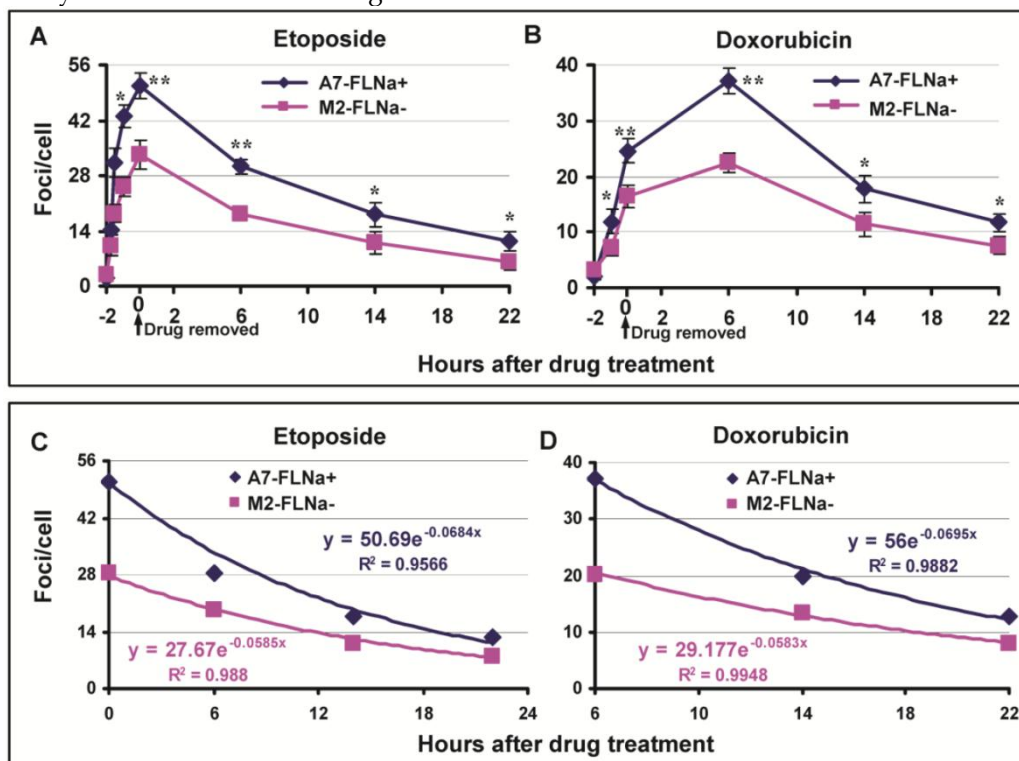 A
Etoposide
56
42
28
14
0
Foci/cell
A7-FLNa+
M2-FLNa-
*
**
**
*
*
-2 0 2 6 10 14 18 22
Drug removed
B
Doxorubicin
40
30
20
10
0
A7-FLNa+
M2-FLNa-
*
**
**
*
*
-2 0 2 6 10 14 18 22
Drug removed
Hours after drug treatment
C
Etoposide
56
42
28
14
0
Foci/cell
A7-FLNa+
M2-FLNa-
y = 50.69e^-0.0684x
R² = 0.9566
y = 27.67e^-0.0585x
R² = 0.988
0 6 12 18 24
D
Doxorubicin
40
30
20
10
0
A7-FLNa+
M2-FLNa-
y = 56e^-0.0695x
R² = 0.9882
y = 29.177e^-0.0583x
R² = 0.9948
6 10 14 18 22
Hours after drug treatment